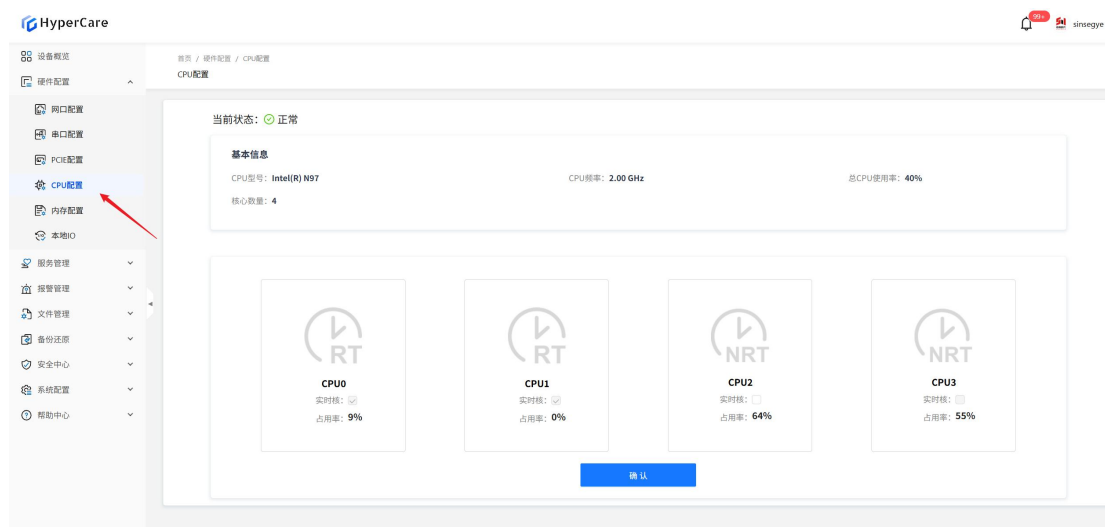 HyperCare
99+
sinsegye
设备概览
首页 / 硬件配置 / CPU配置
硬件配置
CPU配置
网口配置
串口配置
PCIE配置
CPU配置
内存配置
本地IO
服务管理
报警管理
文件管理
备份还原
安全中心
系统配置
帮助中心
当前状态: 正常
基本信息
CPU型号: Intel(R) N97 CPU频率: 2.00 GHz 总CPU使用率: 40%
核心数量: 4
RT RT NRT NRT
CPU0 CPU1 CPU2 CPU3
实时核: 实时核: 实时核: 实时核:
占用率: 9% 占用率: 0% 占用率: 64% 占用率: 55%
确 认